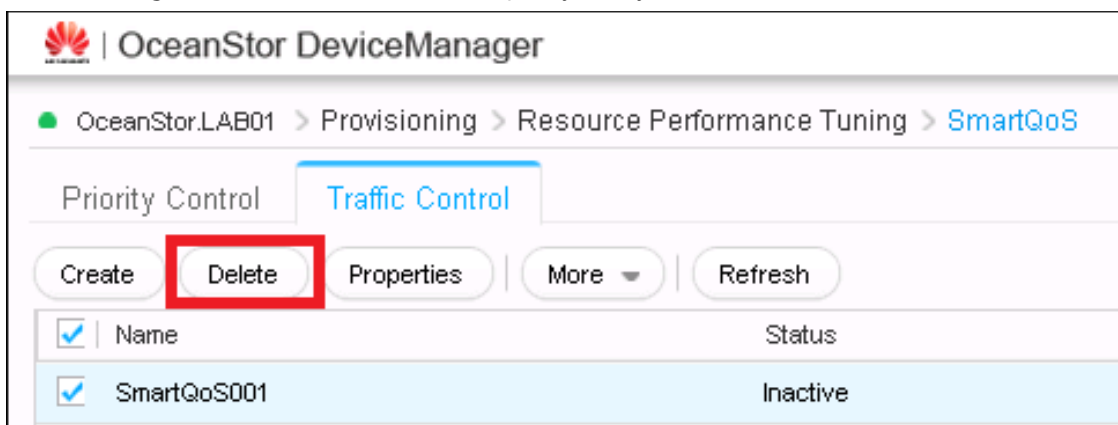 | OceanStor DeviceManager
OceanStor.LAB01 > Provisioning > Resource Performance Tuning > SmartQoS
Priority Control Traffic Control
Create Delete Properties | More | Refresh
Name Status
SmartQoS001 Inactive